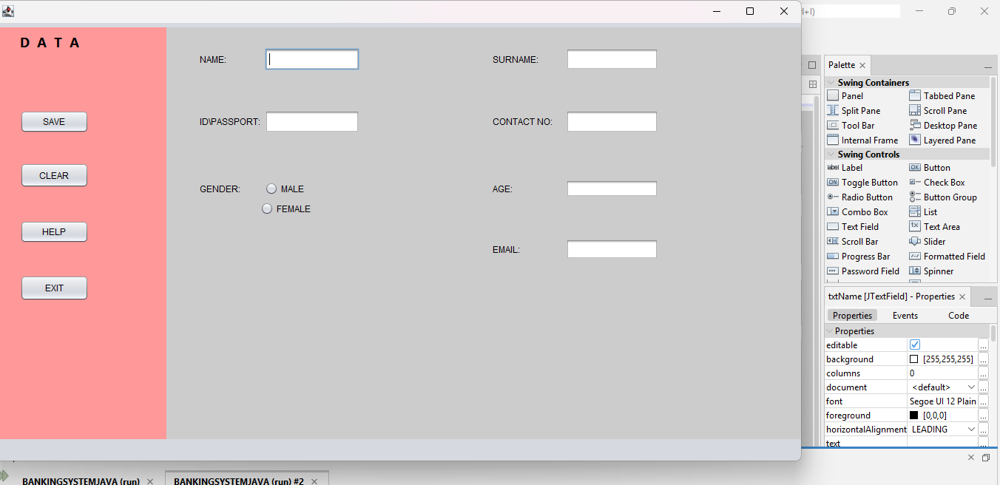 l+I)
D A T A
NAME:
SURNAME:
SAVE
ID\PASSPORT:
CONTACT NO:
CLEAR
GENDER:
MALE
FEMALE
AGE:
HELP
EMAIL:
EXIT
Palette
Swing Containers
Panel
Tabbed Pane
Split Pane
Scroll Pane
Tool Bar
Desktop Pane
Internal Frame
Layered Pane
Swing Controls
label Label
OK Button
ON Toggle Button
Check Box
Radio Button
Button Group
Combo Box
List
Text Field
tx Text Area
Scroll Bar
Slider
Progress Bar
Formatted Field
Password Field
Spinner
txtName [JTextField] - Properties
Properties
Events
Code
Properties
editable
...
background
[255,255,255]
...
columns
0
...
document
<default>
...
font
Segoe UI 12 Plain
...
foreground
[0,0,0]
...
horizontalAlignment
LEADING
...
text
...
BANKINGSYSTEMJAVA (run)
BANKINGSYSTEMJAVA (run) #2